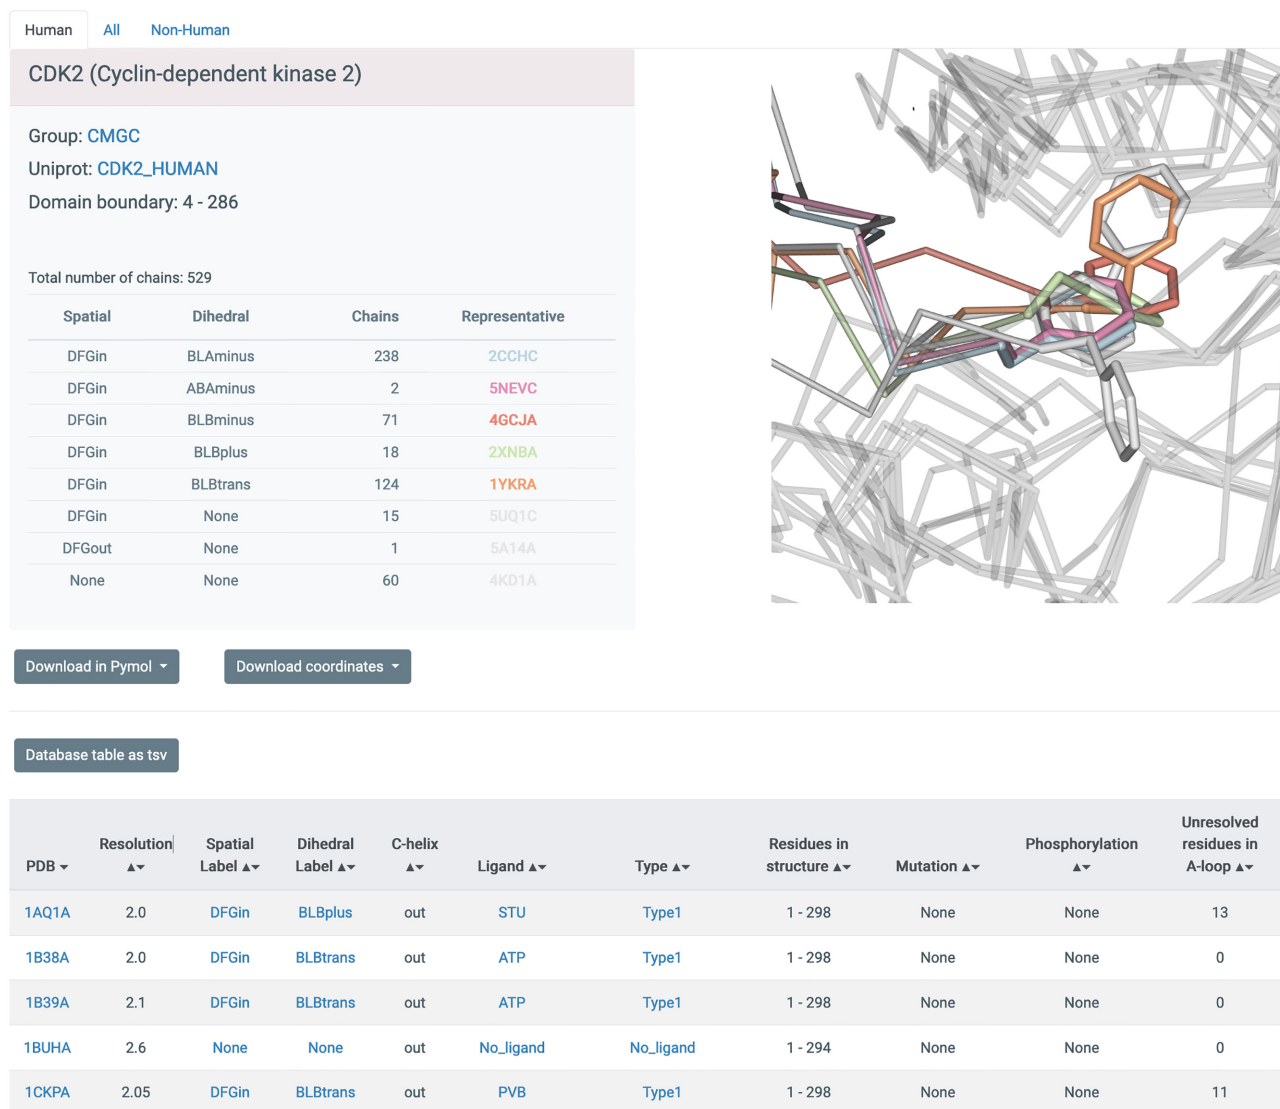 Human All Non-Human
CDK2 (Cyclin-dependent kinase 2)
Group: CMGC
Uniprot: CDK2_HUMAN
Domain boundary: 4 - 286
Total number of chains: 529
Spatial Dihedral Chains Representative
DFGin BLAminus 238 2CCHC
DFGin ABAminus 2 5NEVC
DFGin BLBminus 71 4GCJA
DFGin BLBplus 18 2XNBA
DFGin BLBtrans 124 1YKRA
DFGin None 15 5UQ1C
DFGout None 1 5A14A
None None 60 4KD1A
Download in Pymol Download coordinates
Database table as tsv
PDB Resolution Spatial Label Dihedral Label C-helix Ligand Type Residues in structure Mutation Phosphorylation Unresolved residues in A-loop
1AQ1A 2.0 DFGin BLBplus out STU Type1 1 - 298 None None 13
1B38A 2.0 DFGin BLBtrans out ATP Type1 1 - 298 None None 0
1B39A 2.1 DFGin BLBtrans out ATP Type1 1 - 298 None None 0
1BUHA 2.6 None None out No_ligand No_ligand 1 - 294 None None 0
1CKPA 2.05 DFGin BLBtrans out PVB Type1 1 - 298 None None 11